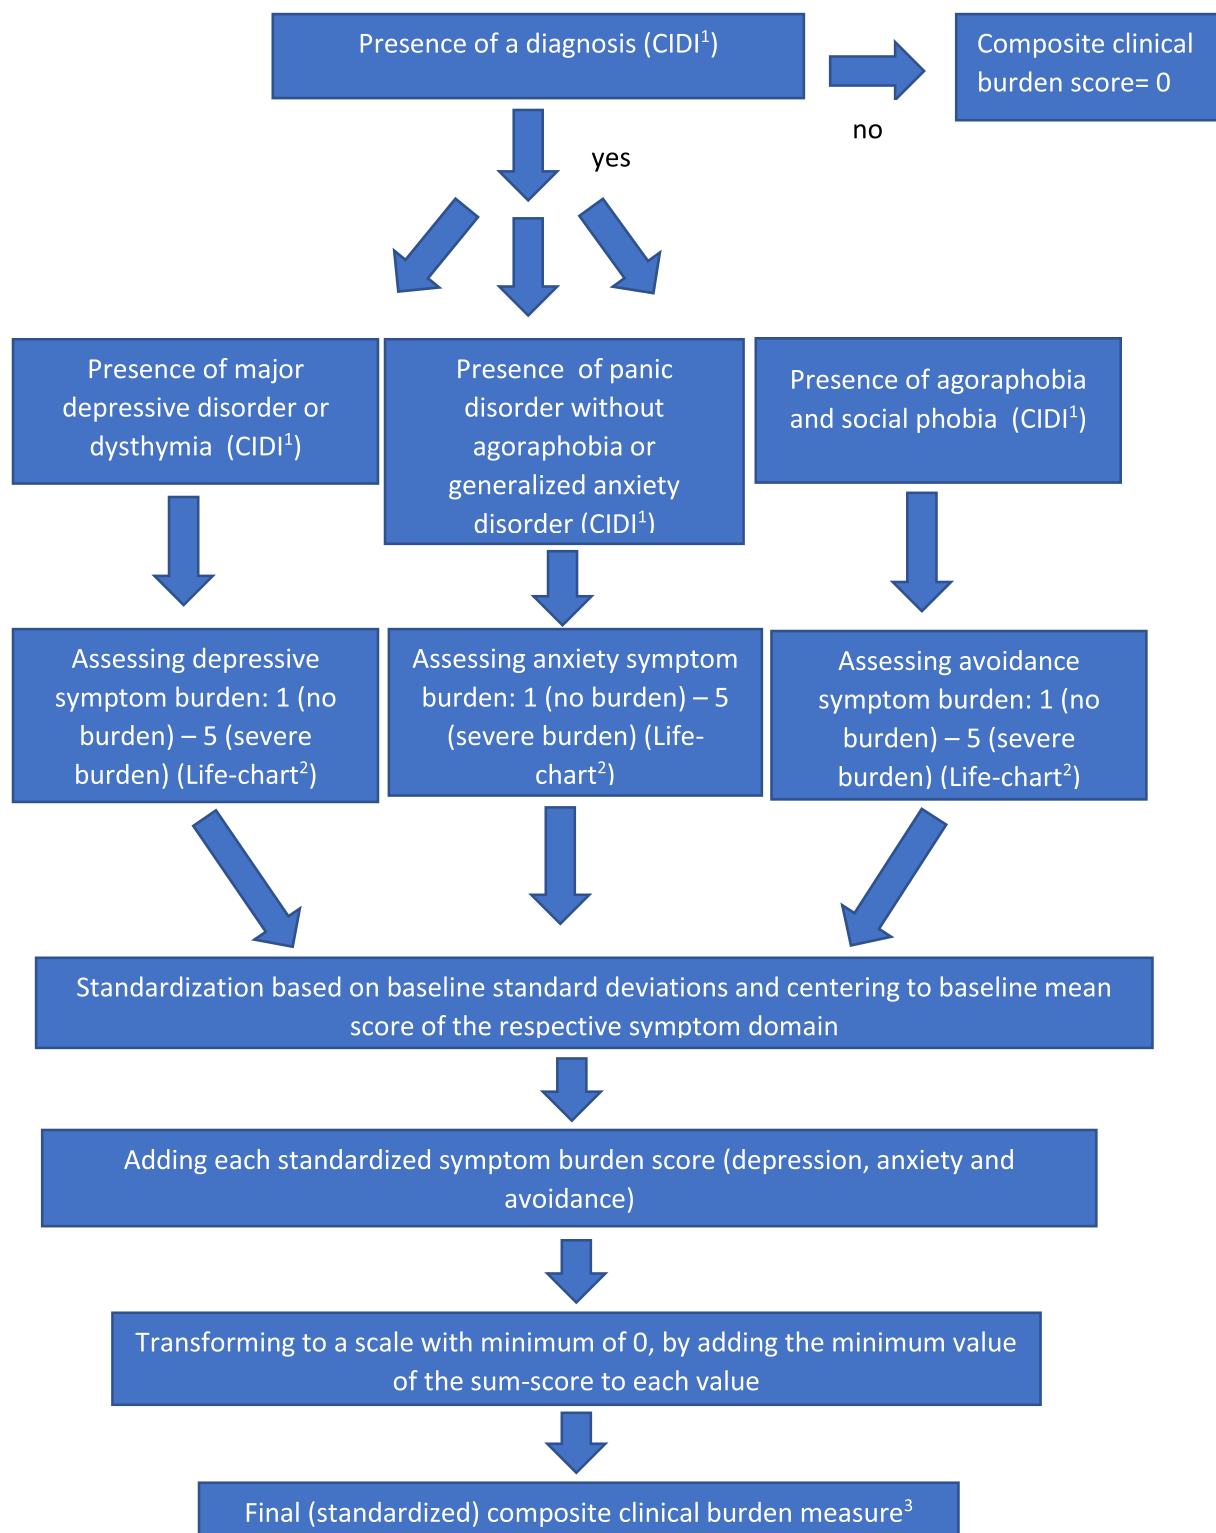 Presence of a diagnosis (CIDI¹)
Composite clinical
burden score= 0
no
yes
Presence of major
depressive disorder or
dysthymia  (CIDI¹)
Presence  of panic
disorder without
agoraphobia or
generalized anxiety
disorder (CIDI¹)
Presence of agoraphobia
and social phobia  (CIDI¹)
Assessing depressive
symptom burden: 1 (no
burden) – 5 (severe
burden) (Life-chart²)
Assessing anxiety symptom
burden: 1 (no burden) – 5
(severe burden) (Life-
chart²)
Assessing avoidance
symptom burden: 1 (no
burden) – 5 (severe
burden) (Life-chart²)
Standardization based on baseline standard deviations and centering to baseline mean
score of the respective symptom domain
Adding each standardized symptom burden score (depression, anxiety and
avoidance)
Transforming to a scale with minimum of 0, by adding the minimum value
of the sum-score to each value
Final (standardized) composite clinical burden measure³